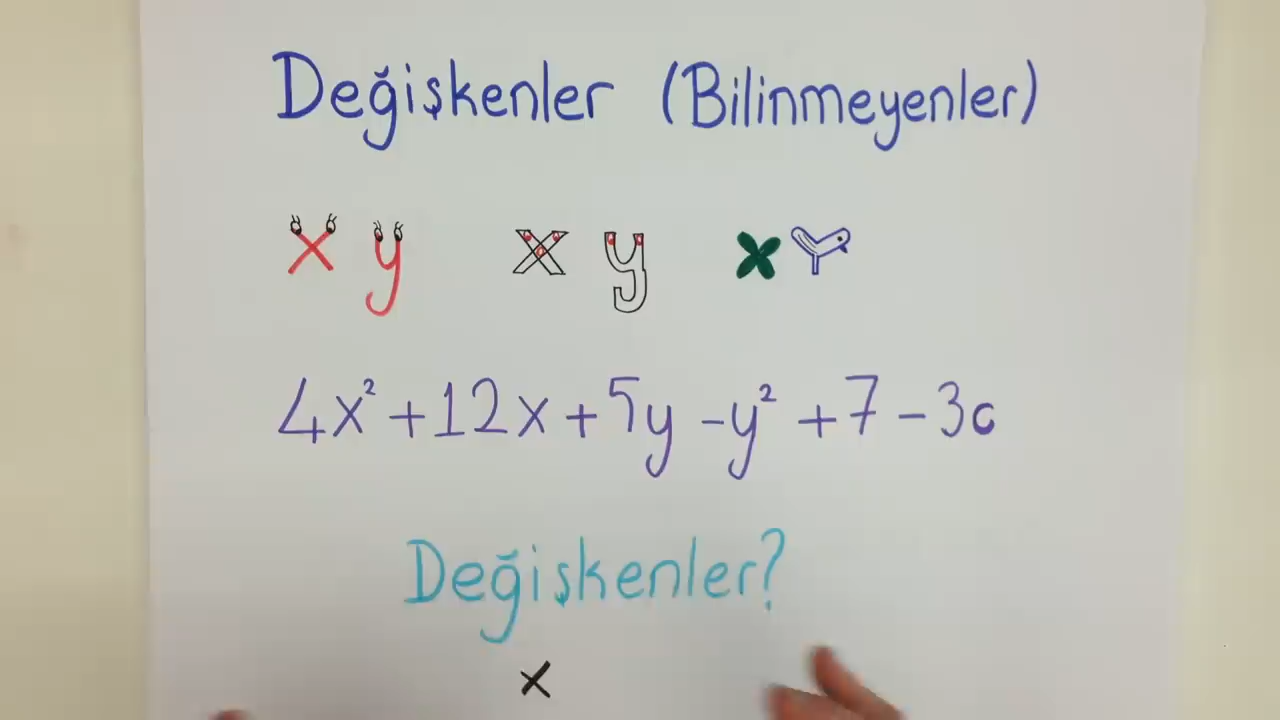 Değişkenler (Bilinmeyenler)
x y x y x Y
4x² + 12x + 5y - y² + 7 - 3c
Değişkenler?
x